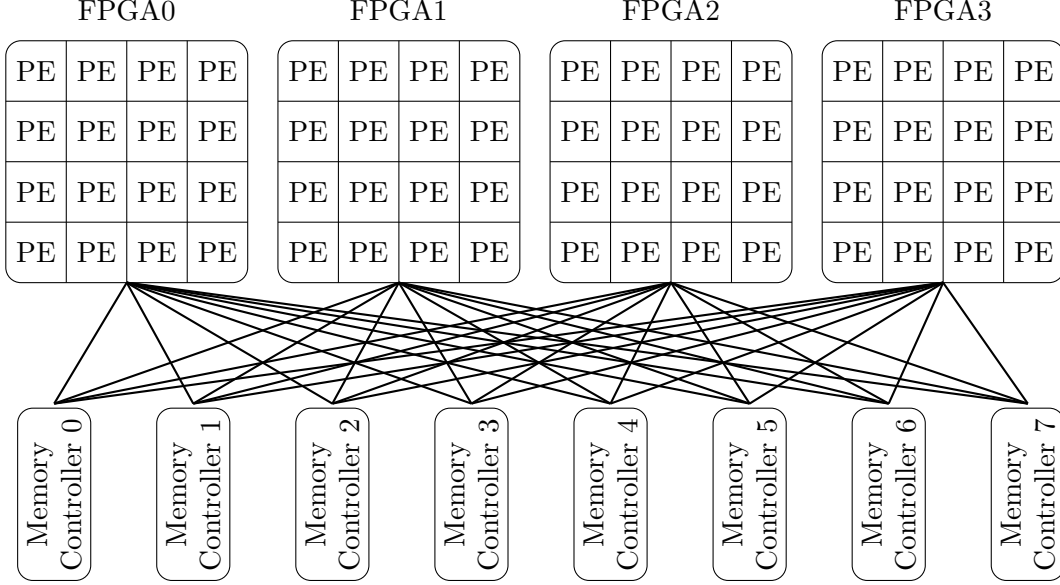 FPGA0 FPGA1 FPGA2 FPGA3
PE PE PE PE PE PE PE PE PE PE PE PE PE PE PE PE
PE PE PE PE PE PE PE PE PE PE PE PE PE PE PE PE
PE PE PE PE PE PE PE PE PE PE PE PE PE PE PE PE
PE PE PE PE PE PE PE PE PE PE PE PE PE PE PE PE
Memory
Controller 0
Memory
Controller 1
Memory
Controller 2
Memory
Controller 3
Memory
Controller 4
Memory
Controller 5
Memory
Controller 6
Memory
Controller 7